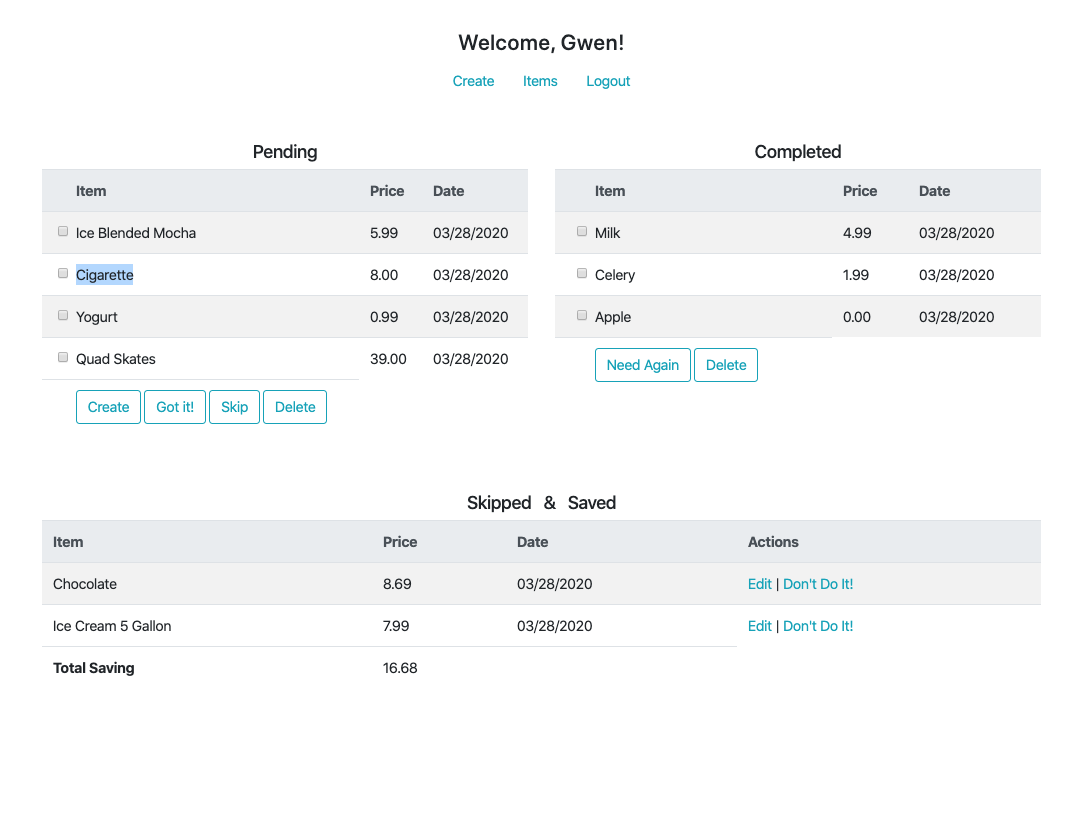 Welcome, Gwen!
Create Items Logout
Pending
Item Price Date
Ice Blended Mocha 5.99 03/28/2020
Cigarette 8.00 03/28/2020
Yogurt 0.99 03/28/2020
Quad Skates 39.00 03/28/2020
Create Got it! Skip Delete
Completed
Item Price Date
Milk 4.99 03/28/2020
Celery 1.99 03/28/2020
Apple 0.00 03/28/2020
Need Again Delete
Skipped & Saved
Item Price Date Actions
Chocolate 8.69 03/28/2020 Edit | Don't Do It!
Ice Cream 5 Gallon 7.99 03/28/2020 Edit | Don't Do It!
Total Saving 16.68